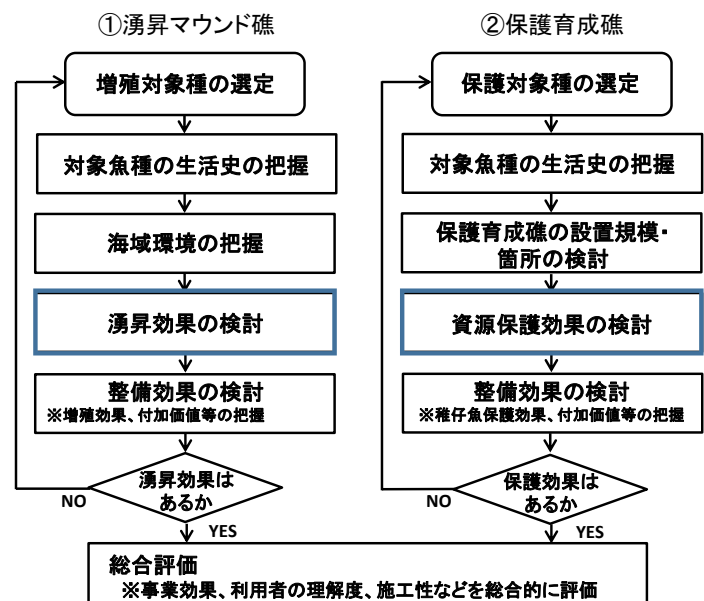 ①湧昇マウンド礁
増殖対象種の選定
対象魚種の生活史の把握
海域環境の把握
湧昇効果の検討
整備効果の検討
※増殖効果、付加価値等の把握
湧昇効果は
あるか
NO
YES
②保護育成礁
保護対象種の選定
対象魚種の生活史の把握
保護育成礁の設置規模・
箇所の検討
資源保護効果の検討
整備効果の検討
※稚仔魚保護効果、付加価値等の把握
保護効果は
あるか
NO
YES
総合評価
※事業効果、利用者の理解度、施工性などを総合的に評価